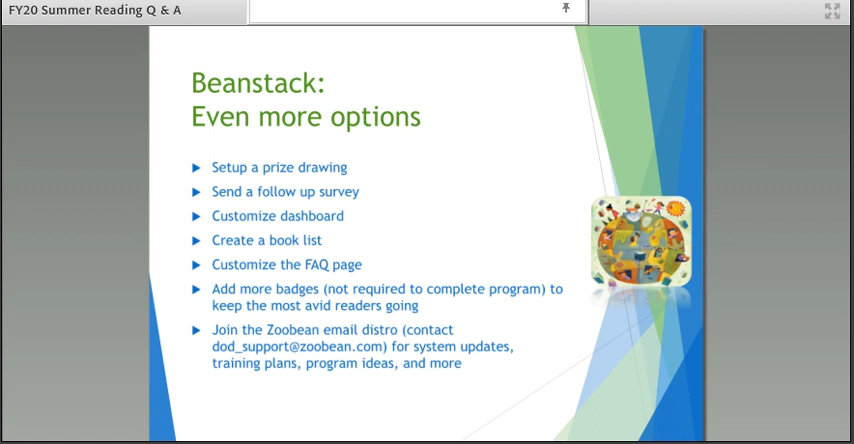 FY20 Summer Reading Q & A
Beanstack:
Even more options
Setup a prize drawing
Send a follow up survey
Customize dashboard
Create a book list
Customize the FAQ page
Add more badges (not required to complete program) to
keep the most avid readers going
Join the Zoobean email distro (contact
dod_support@zoobean.com) for system updates,
training plans, program ideas, and more